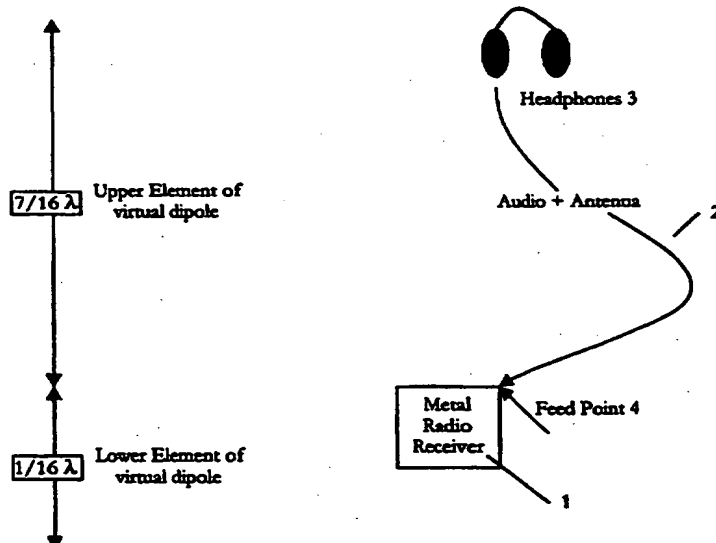 Headphones 3
7/16 λ
Upper Element of
virtual dipole
Audio + Antenna
2
Metal
Radio
Receiver
Feed Point 4
1/16 λ
Lower Element of
virtual dipole
1